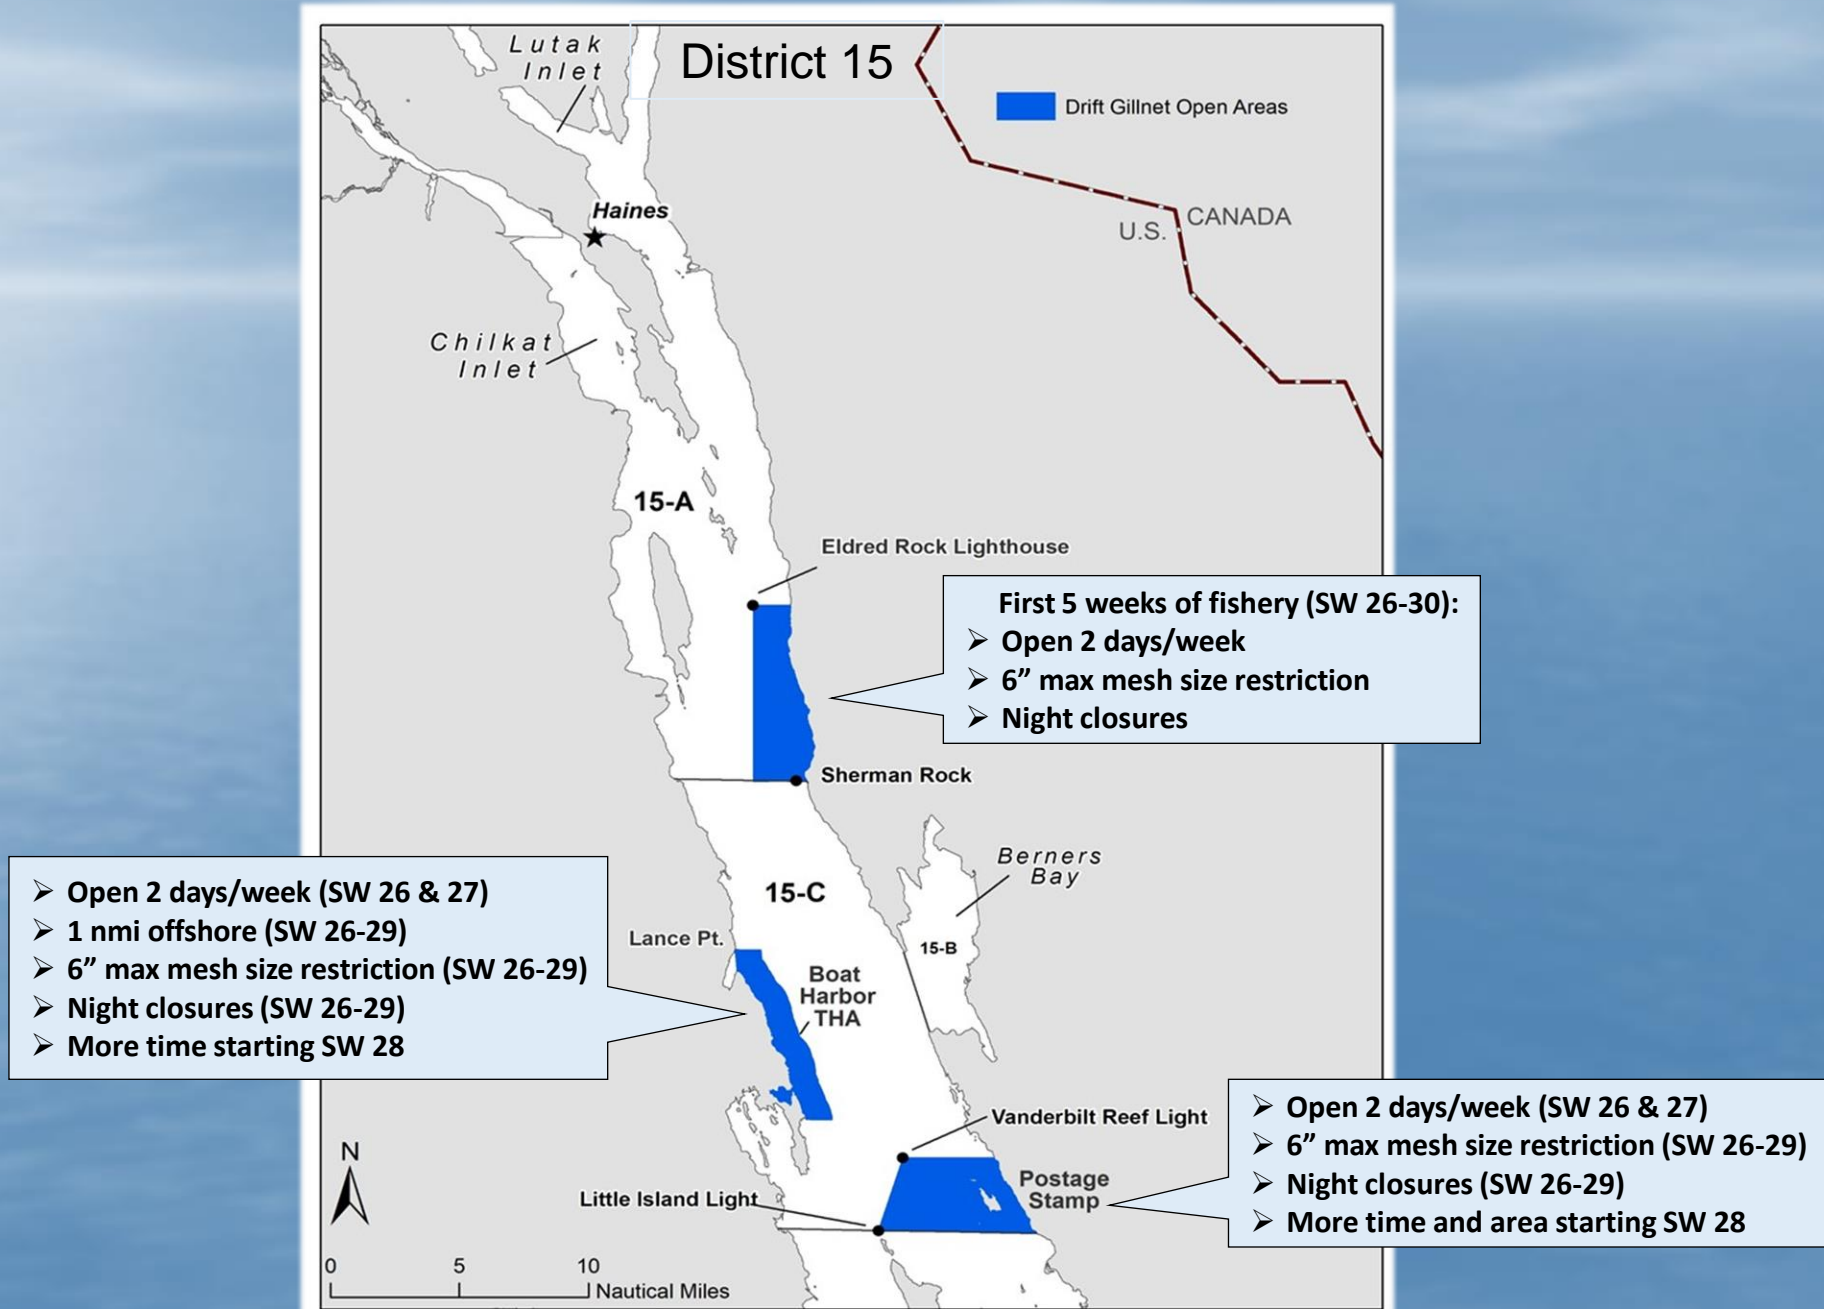 District 15
Lutak
Inlet
Drift Gillnet Open Areas
Haines
CANADA
U.S.
Chilkat
Inlet
15-A
Eldred Rock Lighthouse
First 5 weeks of fishery (SW 26-30):
➢ Open 2 days/week
➢ 6” max mesh size restriction
➢ Night closures
Sherman Rock
Berners
Bay
15-C
➢ Open 2 days/week (SW 26 & 27)
➢ 1 nmi offshore (SW 26-29)
➢ 6” max mesh size restriction (SW 26-29)
➢ Night closures (SW 26-29)
➢ More time starting SW 28
Lance Pt.
15-B
Boat
Harbor
THA
Vanderbilt Reef Light
Postage
Stamp
➢ Open 2 days/week (SW 26 & 27)
➢ 6” max mesh size restriction (SW 26-29)
➢ Night closures (SW 26-29)
➢ More time and area starting SW 28
Little Island Light
N
0 5 10
Nautical Miles